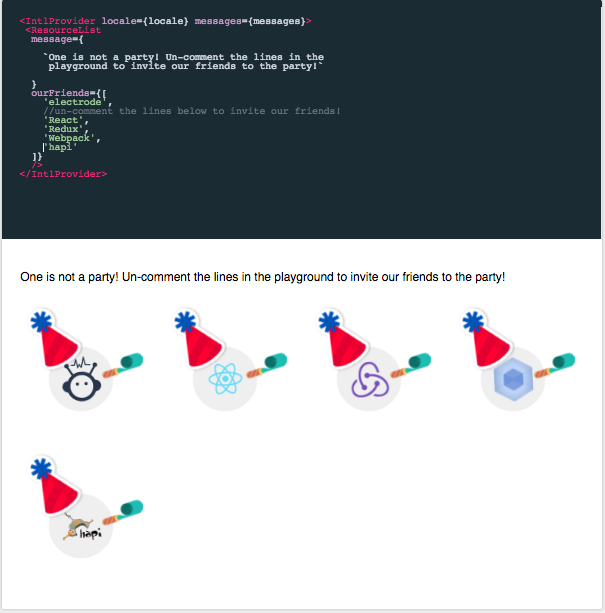 <IntlProvider locale={locale} messages={messages}>
<ResourceList
message={
`One is not a party! Un-comment the lines in the
playground to invite our friends to the party!`
}
ourFriends={[
'electrode',
//un-comment the lines below to invite our friends!
'React',
'Redux',
'Webpack',
'hapi'
]}
/>
</IntlProvider>
One is not a party! Un-comment the lines in the playground to invite our friends to the party!
hapi